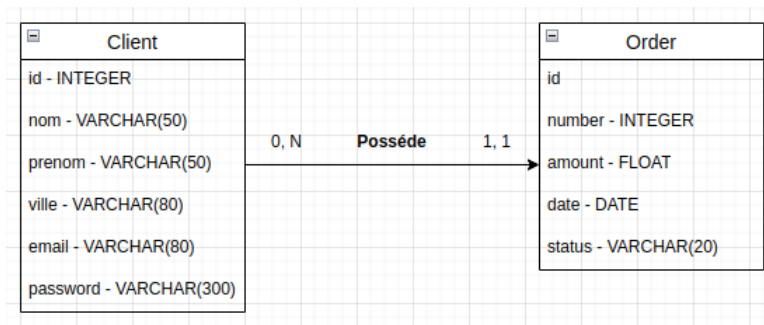 Client
id - INTEGER
nom - VARCHAR(50)
prenom - VARCHAR(50)
ville - VARCHAR(80)
email - VARCHAR(80)
password - VARCHAR(300)
0, N
Posséde
1, 1
Order
id
number - INTEGER
amount - FLOAT
date - DATE
status - VARCHAR(20)